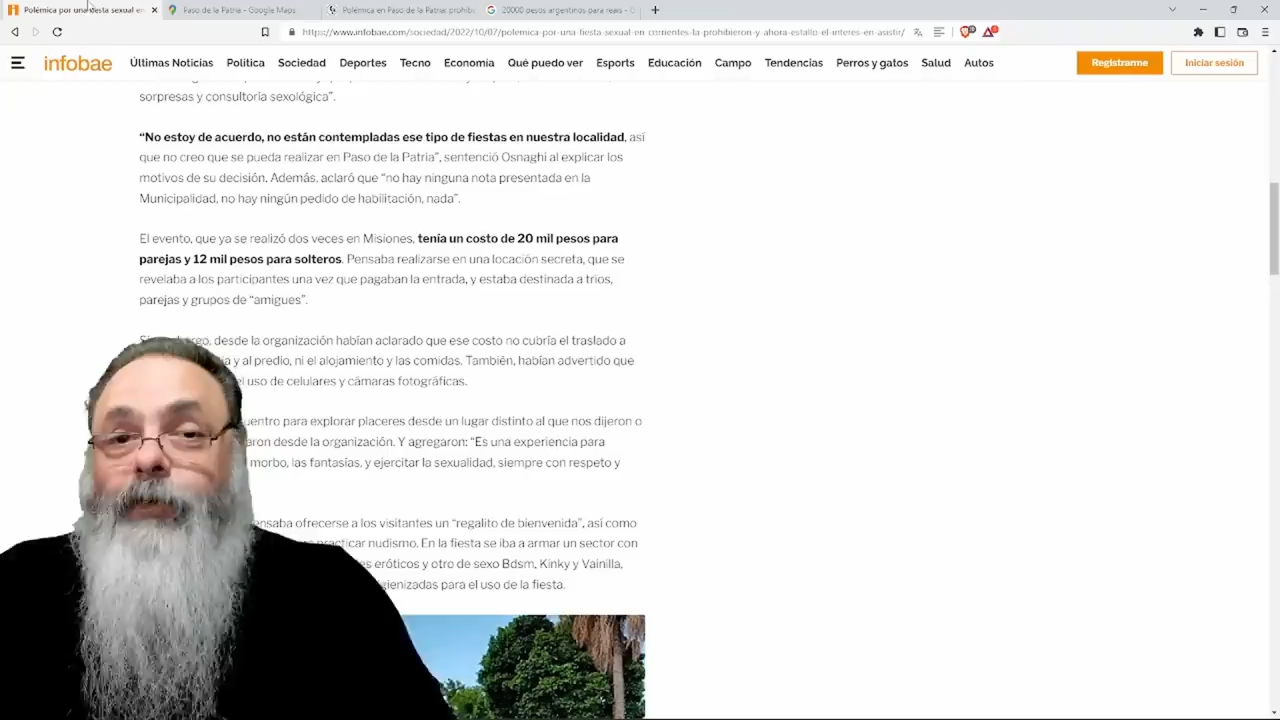 Polémica por una fiesta sexual en
Paso de la Patria - Google Maps
Polémica en Paso de la Patria: prohib
20000 pesos argentinos para reais - G
https://www.infobae.com/sociedad/2022/10/07/polemica-por-una-fiesta-sexual-en-corrientes-la-prohibieron-y-ahora-estallo-el-interes-en-asistir/
infobae
Últimas Noticias
Política
Sociedad
Deportes
Tecno
Economía
Qué puedo ver
Esports
Educación
Campo
Tendencias
Perros y gatos
Salud
Autos
Registrarme
Iniciar sesión
sorpresas y consultoría sexológica”.
“No estoy de acuerdo, no están contempladas ese tipo de fiestas en nuestra localidad, así
que no creo que se pueda realizar en Paso de la Patria”, sentenció Osnaghi al explicar los
motivos de su decisión. Además, aclaró que “no hay ninguna nota presentada en la
Municipalidad, no hay ningún pedido de habilitación, nada”.
El evento, que ya se realizó dos veces en Misiones, tenía un costo de 20 mil pesos para
parejas y 12 mil pesos para solteros. Pensaba realizarse en una locación secreta, que se
revelaba a los participantes una vez que pagaban la entrada, y estaba destinada a tríos,
parejas y grupos de “amigues”.
desde la organización habían aclarado que ese costo no cubría el traslado a
y al predio, ni el alojamiento y las comidas. También, habían advertido que
el uso de celulares y cámaras fotográficas.
para explorar placeres desde un lugar distinto al que nos dijeron o
desde la organización. Y agregaron: “Es una experiencia para
morbo, las fantasías, y ejercitar la sexualidad, siempre con respeto y
ofrecerse a los visitantes un “regalito de bienvenida”, así como
practicar nudismo. En la fiesta se iba a armar un sector con
eróticos y otro de sexo Bdsm, Kinky y Vainilla,
para el uso de la fiesta.